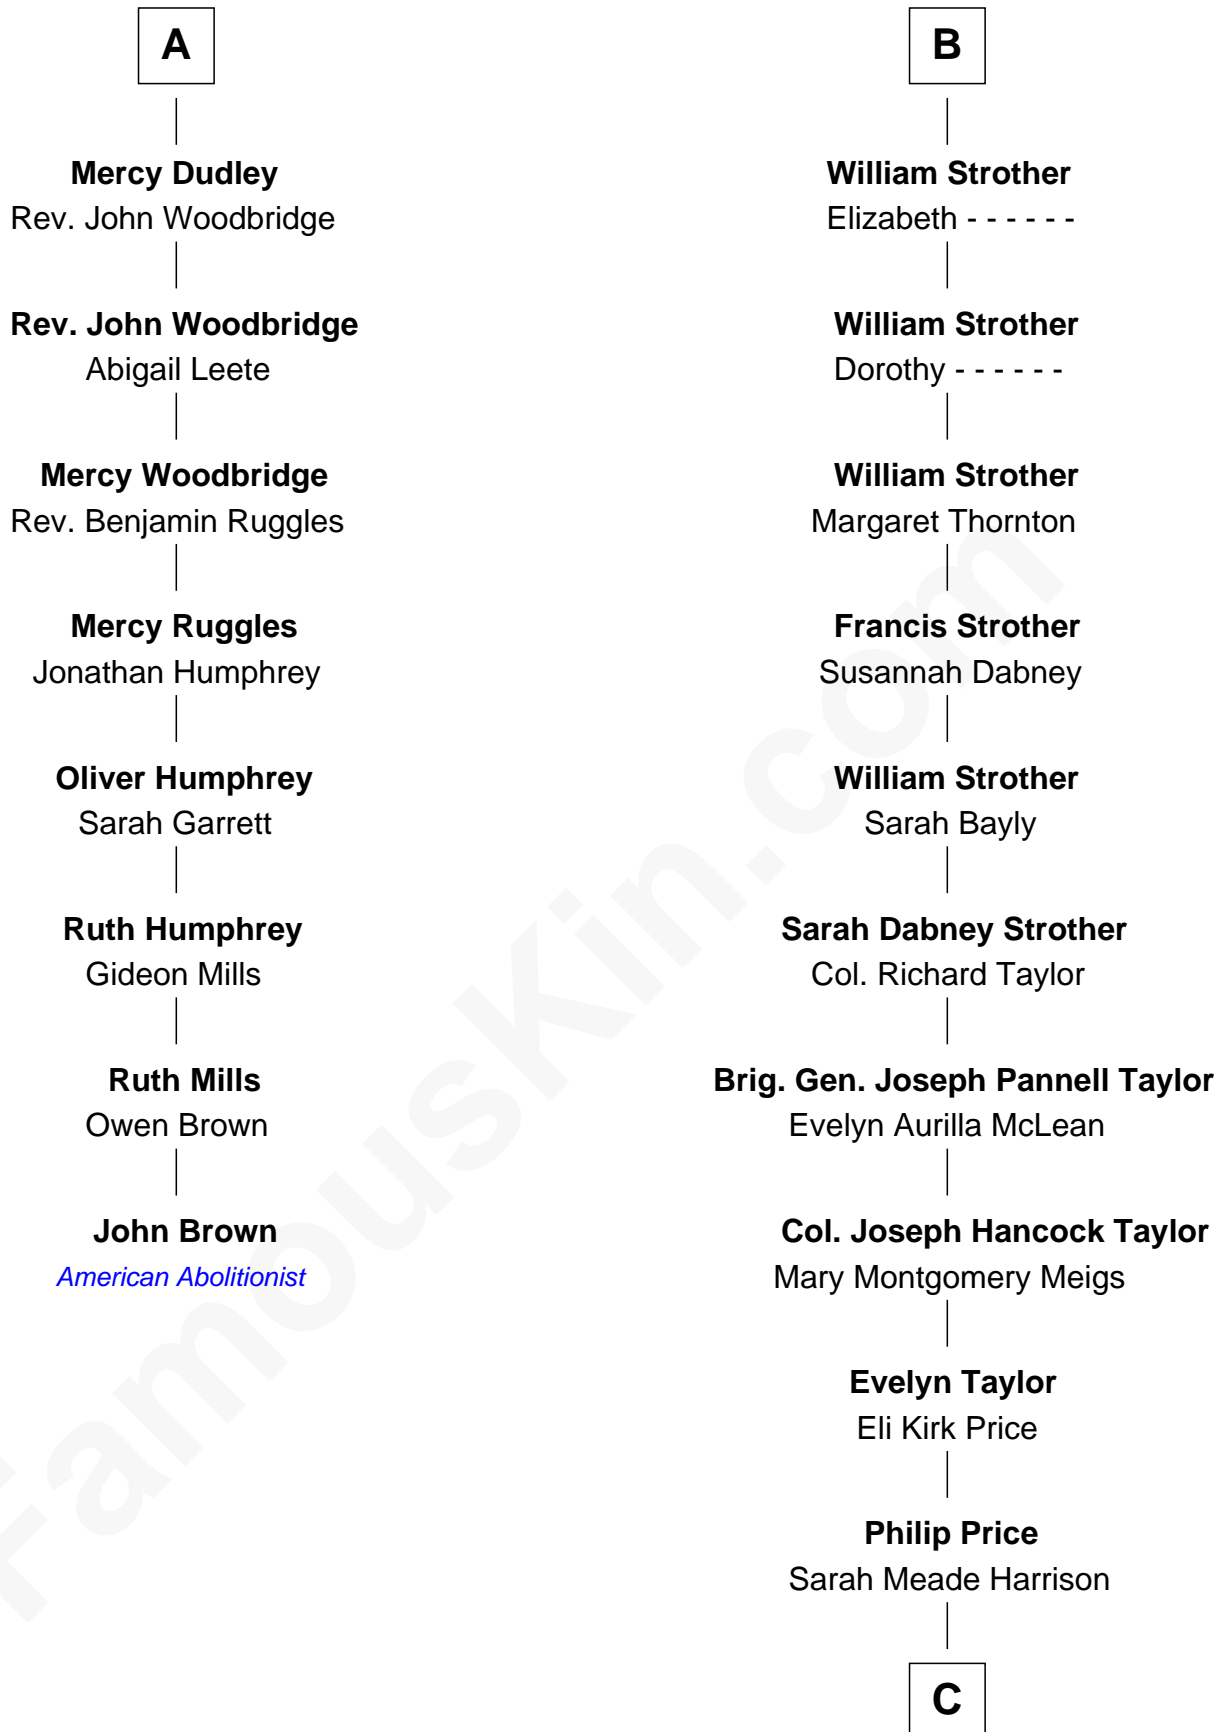 A
Mercy Dudley
Rev. John Woodbridge
Rev. John Woodbridge
Abigail Leete
Mercy Woodbridge
Rev. Benjamin Ruggles
Mercy Ruggles
Jonathan Humphrey
Oliver Humphrey
Sarah Garrett
Ruth Humphrey
Gideon Mills
Ruth Mills
Owen Brown
John Brown
American Abolitionist
B
William Strother
Elizabeth - - - - - -
William Strother
Dorothy - - - - - -
William Strother
Margaret Thornton
Francis Strother
Susannah Dabney
William Strother
Sarah Bayly
Sarah Dabney Strother
Col. Richard Taylor
Brig. Gen. Joseph Pannell Taylor
Evelyn Aurilla McLean
Col. Joseph Hancock Taylor
Mary Montgomery Meigs
Evelyn Taylor
Eli Kirk Price
Philip Price
Sarah Meade Harrison
C
FamousKin.com